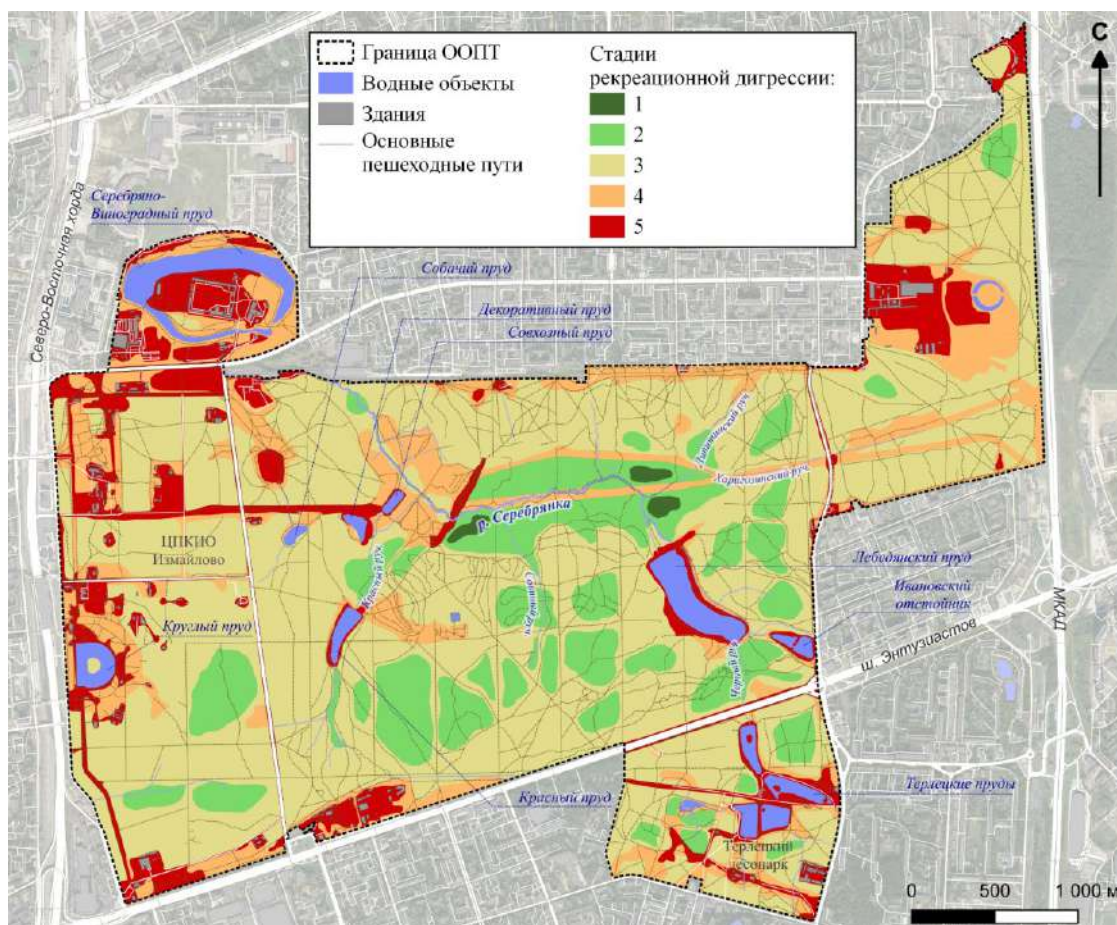 Граница ООПТ
Водные объекты
Здания
Основные
пешеходные пути
Стадии
рекреационной дигрессии:
1
2
3
4
5
С
Северо-Восточная хорда
Серебряно-
Виноградный пруд
Собачий пруд
Декоративный пруд
Совхозный пруд
р. Серебрянка
Хапиловский руч.
Красный руч.
ЦПКИО
Измайлово
Лебедянский пруд
Ивановский
отстойник
Круглый пруд
ш. Энтузиастов
МКАД
Красный пруд
Терлецкие пруды
Терлецкий
лесопарк
0 500 1 000 м